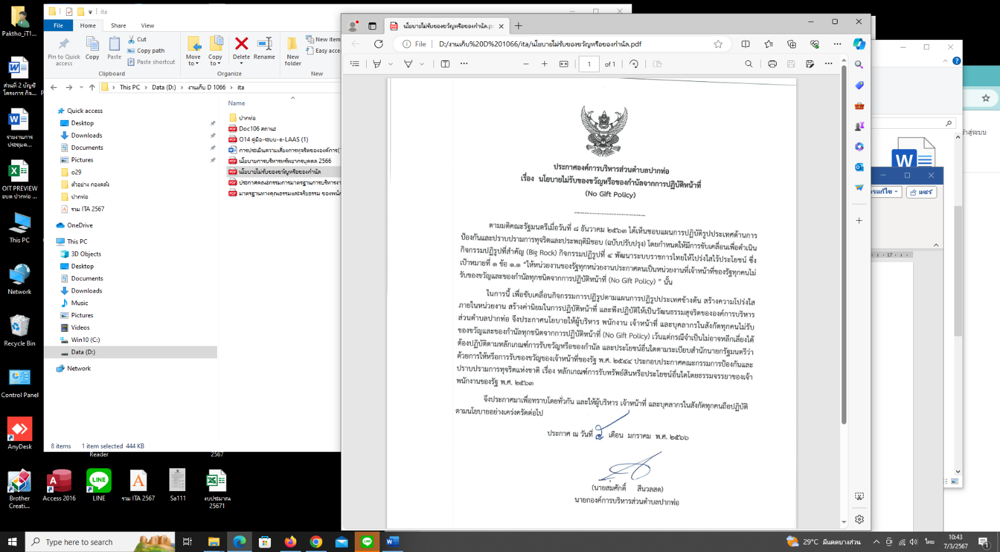 Paktho_iT1...
ส่วนที่ 2 บัญชี
โครงการ กิจ...
รายงานการ
ประชุมด...
OIT PREVIEW
อบต ปากท่อ ...
This PC
Network
Recycle Bin
Control Panel
AnyDesk
Brother
Creati...
Access 2016
LINE
รวม ITA 2567
Sa111
งบประมาณ
25671
Reader
2567
ita
File
Home
Share
View
Pin to Quick
access
Copy
Paste
Cut
Copy path
Paste shortcut
Clipboard
Move
to
Copy
to
Delete
Rename
Organize
New
folder
New item
Easy acce
New
This PC
Data (D:)
งานเก็บ D 1066
ita
Quick access
Desktop
Downloads
Documents
Pictures
o29
ตัวอย่าง กองคลัง
ปากท่อ
รวม ITA 2567
OneDrive
This PC
3D Objects
Desktop
Documents
Downloads
Music
Pictures
Videos
Win10 (C:)
Data (D:)
Network
Name
ปากท่อ
Doc106 สถานะ
O14 คู่มือ-ระบบ-e-LAAS (1)
การประเมินความเสี่ยงการทุจริตขององค์การ(
นโยบายการบริหารทรัพยากรบุคคล 2566
นโยบายไม่รับของขวัญหรือของกำนัล
ประกาศคณะกรรมการมาตรฐานการบริหารงา
มาตรฐานทางคุณธรรมและจริยธรรม ของพนัก
8 items
1 item selected 444 KB
นโยบายไม่รับของขวัญหรือของกำนัล.pd
File
D:/งานเก็บ%20D%201066/ita/นโยบายไม่รับของขวัญหรือของกำนัล.pdf
1
of 1
ประกาศองค์การบริหารส่วนตำบลปากท่อ
เรื่อง นโยบายไม่รับของขวัญหรือของกำนัลจากการปฏิบัติหน้าที่
(No Gift Policy)
ตามมติคณะรัฐมนตรีเมื่อวันที่ ๘ ธันวาคม ๒๕๖๓ ได้เห็นชอบแผนการปฏิบัติรูปประเทศด้านการ
ป้องกันและปราบปรามการทุจริตและประพฤติมิชอบ (ฉบับปรับปรุง) โดยกำหนดให้มีการขับเคลื่อนเพื่อดำเนิน
กิจกรรมปฏิรูปที่สำคัญ (Big Rock) กิจกรรมปฏิรูปที่ ๔ พัฒนาระบบราชการไทยให้โปร่งใสไร้ประโยชน์ ซึ่ง
เป้าหมายที่ ๑ ข้อ ๑.๑ “ให้หน่วยงานของรัฐทุกหน่วยงานประกาศตนเป็นหน่วยงานที่เจ้าหน้าที่ของรัฐทุกคนไม่
รับของขวัญและของกำนัลทุกชนิดจากการปฏิบัติหน้าที่ (No Gift Policy) ” นั้น
ในการนี้ เพื่อขับเคลื่อนกิจกรรมการปฏิรูปตามแผนการปฏิรูปประเทศข้างต้น สร้างความโปร่งใส
ภายในหน่วยงาน สร้างค่านิยมในการปฏิบัติหน้าที่ และพึงปฏิบัติให้เป็นวัฒนธรรมสุจริตขององค์การบริหาร
ส่วนตำบลปากท่อ จึงประกาศนโยบายให้ผู้บริหาร พนักงาน เจ้าหน้าที่ และบุคลากรในสังกัดทุกคนไม่รับ
ของขวัญและของกำนัลทุกชนิดจากการปฏิบัติหน้าที่ (No Gift Policy) เว้นแต่กรณีจำเป็นไม่อาจหลีกเลี่ยงได้
ต้องปฏิบัติตามหลักเกณฑ์การรับขวัญหรือของกำนัล และประโยชน์อื่นใดตามระเบียบสำนักนายกรัฐมนตรีว่า
ด้วยการให้หรือการรับของขวัญของเจ้าหน้าที่ของรัฐ พ.ศ. ๒๕๔๔ ประกอบประกาศคณะกรรมการป้องกันและ
ปราบปรามการทุจริตแห่งชาติ เรื่อง หลักเกณฑ์การรับทรัพย์สินหรือประโยชน์อื่นใดโดยธรรมจรรยาของเจ้า
พนักงานของรัฐ พ.ศ. ๒๕๖๓
จึงประกาศมาเพื่อทราบโดยทั่วกัน และให้ผู้บริหาร เจ้าหน้าที่ และบุคลากรในสังกัดทุกคนถือปฏิบัติ
ตามนโยบายอย่างเคร่งครัดต่อไป
ประกาศ ณ วันที่ ๕ เดือน มกราคม พ.ศ. ๒๕๖๖
(นายสมศักดิ์ สีนวลสด)
นายกองค์การบริหารส่วนตำบลปากท่อ
าสู่ระบบ
ารแก้ไข
แชร์
17
Type here to search
29°C มีแดดบางส่วน
ไทย
10:43
7/3/2567
1